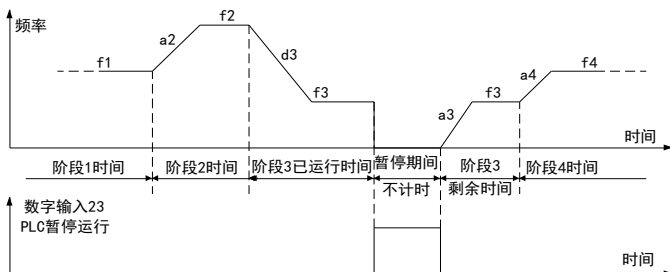 频率
f1
a2
f2
d3
f3
a3
f3
a4
f4
时间
阶段1时间
阶段2时间
阶段3已运行时间
暂停期间
不计时
阶段3
剩余时间
阶段4时间
数字输入23
PLC暂停运行
时间